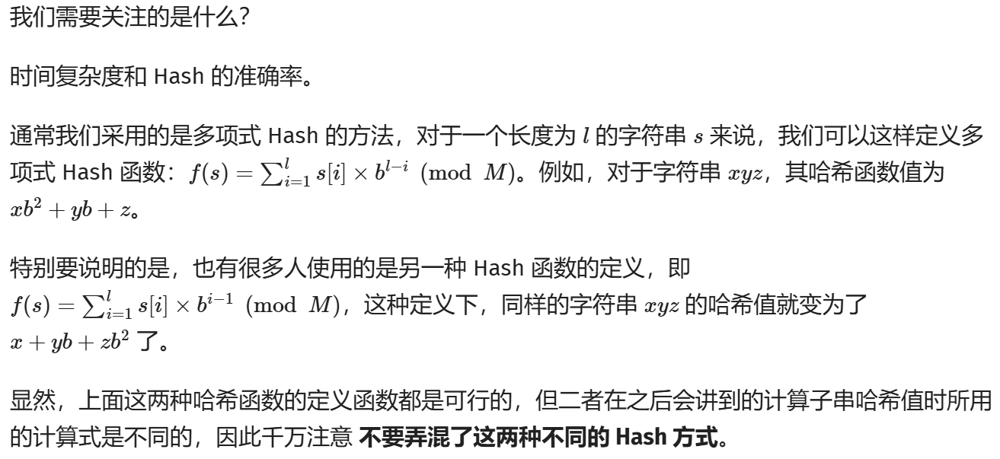 我们需要关注的是什么？
时间复杂度和 Hash 的准确率。
通常我们采用的是多项式 Hash 的方法，对于一个长度为 l 的字符串 s 来说，我们可以这样定义多
项式 Hash 函数：f(s) = ∑_{i=1}^{l} s[i] × b^{l−i} (mod M)。例如，对于字符串 xyz，其哈希函数值为
xb² + yb + z。
特别要说明的是，也有很多人使用的是另一种 Hash 函数的定义，即
f(s) = ∑_{i=1}^{l} s[i] × b^{i−1} (mod M)，这种定义下，同样的字符串 xyz 的哈希值就变为了
x + yb + zb² 了。
显然，上面这两种哈希函数的定义函数都是可行的，但二者在之后会讲到的计算子串哈希值时所用
的计算式是不同的，因此千万注意 不要弄混了这两种不同的 Hash 方式。